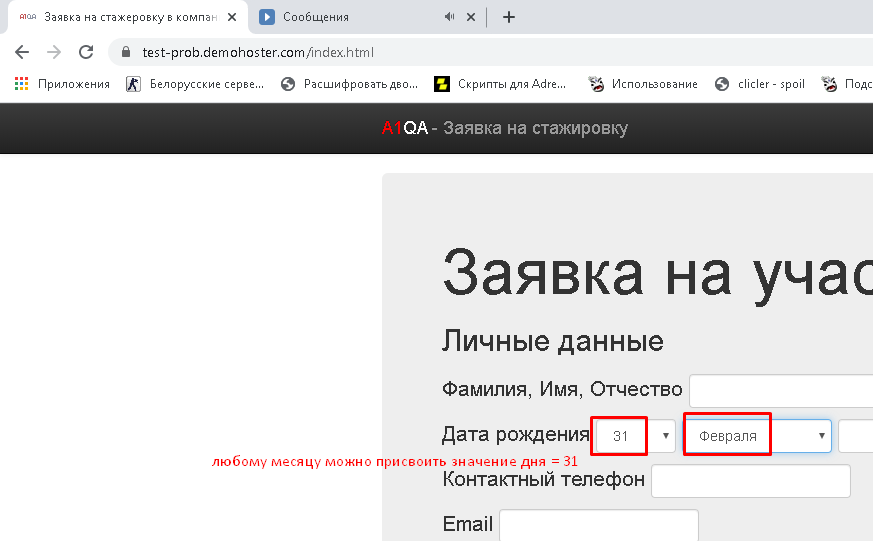 A1QA Заявка на стажеровку в компан
Сообщения
test-prob.demohoster.com/index.html
Приложения Белорусские серве... Расшифровать дво... Скрипты для Adre... Использование clicler - spoil Подс
A1QA - Заявка на стажировку
Заявка на учас
Личные данные
Фамилия, Имя, Отчество
Дата рождения 31 Февраля
любому месяцу можно присвоить значение дня = 31
Контактный телефон
Email